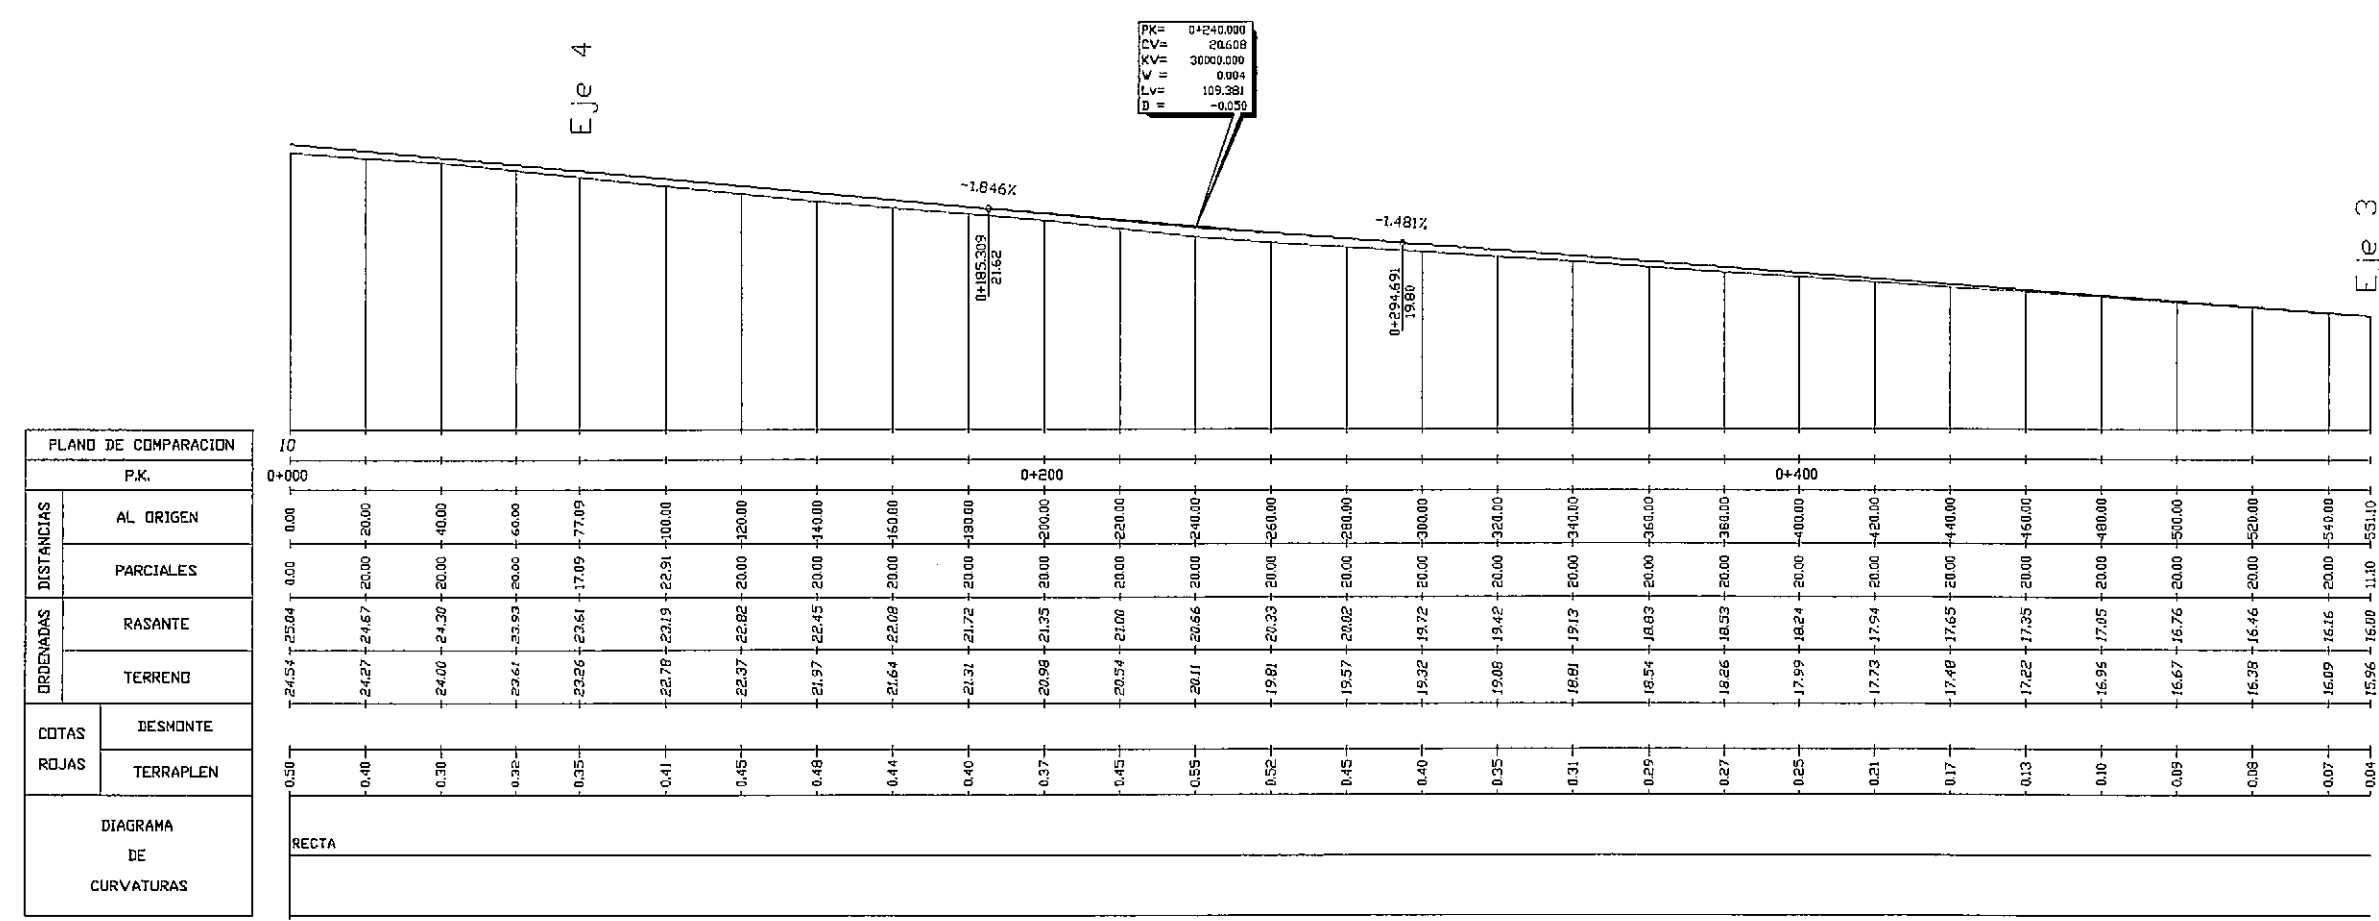 PK= 0+240.000
CV= 20.608
KV= 30000.000
W = 0.004
Lv= 109.381
D = -0.050
Eje 4
-1.846%
-1.481%
0+185.309
21.62
0+294.691
19.80
Eje 3
PLANO DE COMPARACION 10
P.K. 0+000 0+200 0+400
DISTANCIAS
AL ORIGEN 0.00 20.00 40.00 60.00 77.09 100.00 120.00 140.00 160.00 180.00 200.00 220.00 240.00 260.00 280.00 300.00 320.00 340.00 360.00 380.00 400.00 420.00 440.00 460.00 480.00 500.00 520.00 540.00 551.10
PARCIALES 0.00 20.00 20.00 20.00 17.09 22.91 20.00 20.00 20.00 20.00 20.00 20.00 20.00 20.00 20.00 20.00 20.00 20.00 20.00 20.00 20.00 20.00 20.00 20.00 20.00 20.00 20.00 20.00 11.10
ORDENADAS
RASANTE 25.04 24.67 24.30 23.93 23.61 23.19 22.82 22.45 22.08 21.72 21.35 21.00 20.66 20.33 20.02 19.72 19.42 19.13 18.83 18.53 18.24 17.94 17.65 17.35 17.05 16.76 16.46 16.16 16.00
TERRENO 24.54 24.27 24.00 23.61 23.26 22.78 22.37 21.97 21.64 21.31 20.98 20.54 20.11 19.81 19.57 19.32 19.08 18.81 18.54 18.26 17.99 17.73 17.48 17.22 16.95 16.67 16.38 16.09 15.96
COTAS
ROJAS
DESMONTE
TERRAPLEN 0.50 0.40 0.30 0.32 0.35 0.41 0.45 0.48 0.44 0.40 0.37 0.45 0.55 0.52 0.45 0.40 0.35 0.31 0.29 0.27 0.25 0.21 0.17 0.13 0.10 0.09 0.08 0.07 0.04
DIAGRAMA
DE
CURVATURAS
RECTA